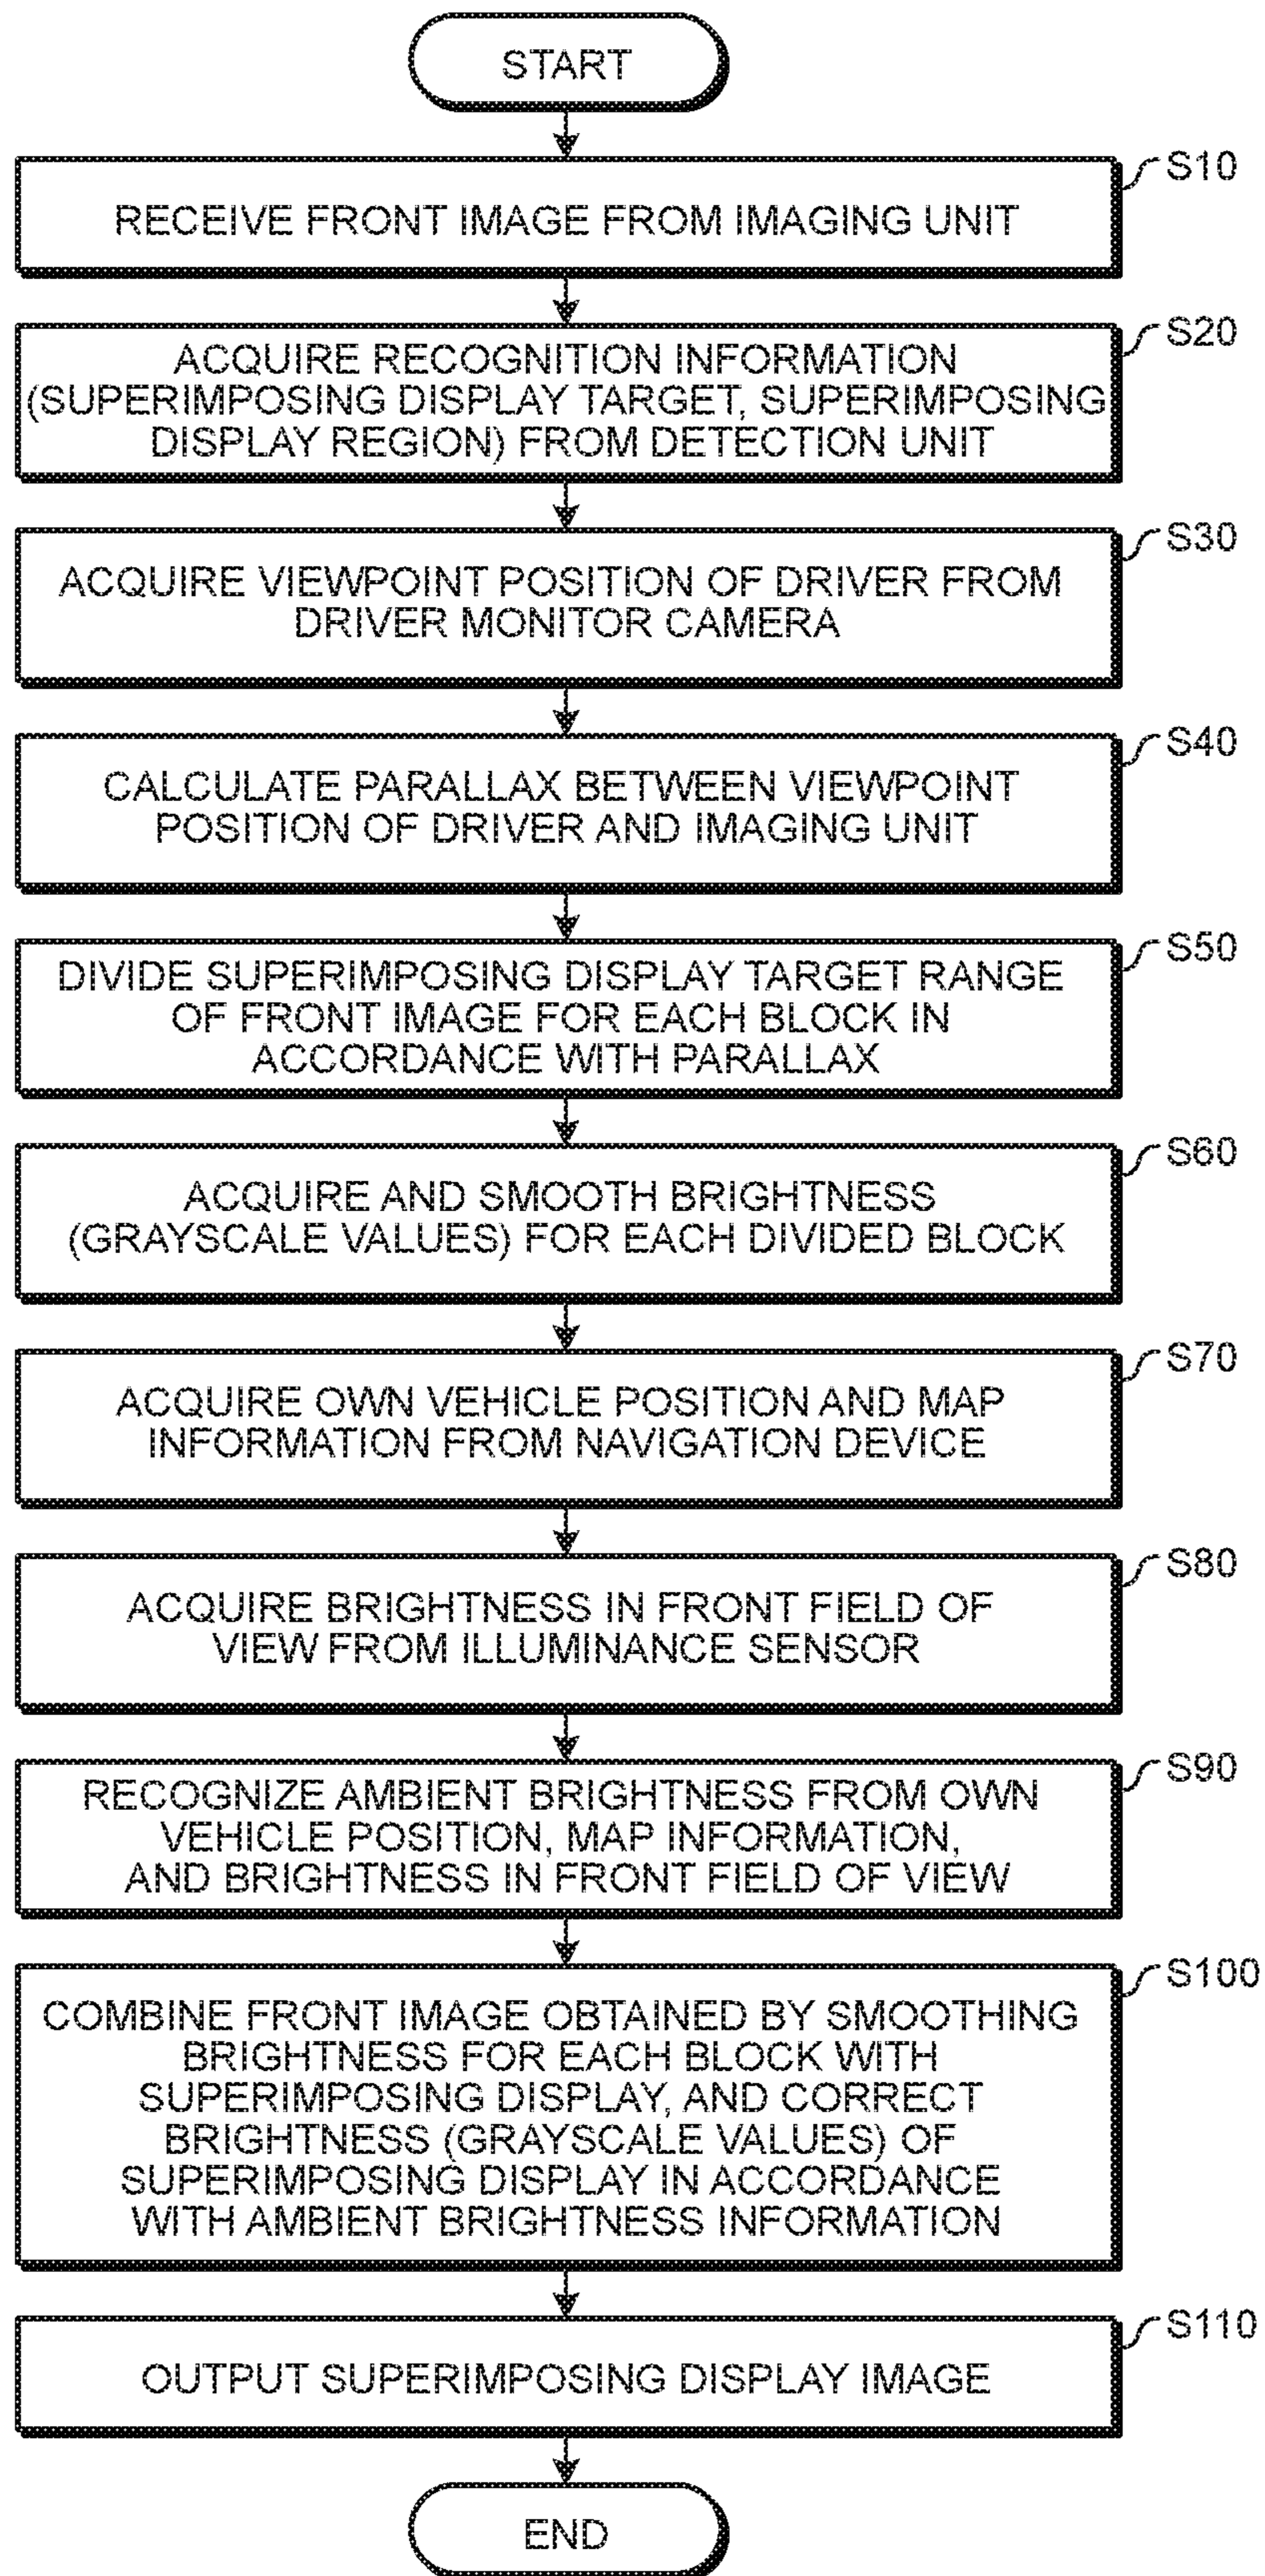 START
S10
RECEIVE FRONT IMAGE FROM IMAGING UNIT
S20
ACQUIRE RECOGNITION INFORMATION
(SUPERIMPOSING DISPLAY TARGET, SUPERIMPOSING
DISPLAY REGION) FROM DETECTION UNIT
S30
ACQUIRE VIEWPOINT POSITION OF DRIVER FROM
DRIVER MONITOR CAMERA
S40
CALCULATE PARALLAX BETWEEN VIEWPOINT
POSITION OF DRIVER AND IMAGING UNIT
S50
DIVIDE SUPERIMPOSING DISPLAY TARGET RANGE
OF FRONT IMAGE FOR EACH BLOCK IN
ACCORDANCE WITH PARALLAX
S60
ACQUIRE AND SMOOTH BRIGHTNESS
(GRAYSCALE VALUES) FOR EACH DIVIDED BLOCK
S70
ACQUIRE OWN VEHICLE POSITION AND MAP
INFORMATION FROM NAVIGATION DEVICE
S80
ACQUIRE BRIGHTNESS IN FRONT FIELD OF
VIEW FROM ILLUMINANCE SENSOR
S90
RECOGNIZE AMBIENT BRIGHTNESS FROM OWN
VEHICLE POSITION, MAP INFORMATION,
AND BRIGHTNESS IN FRONT FIELD OF VIEW
S100
COMBINE FRONT IMAGE OBTAINED BY SMOOTHING
BRIGHTNESS FOR EACH BLOCK WITH
SUPERIMPOSING DISPLAY, AND CORRECT
BRIGHTNESS (GRAYSCALE VALUES) OF
SUPERIMPOSING DISPLAY IN ACCORDANCE
WITH AMBIENT BRIGHTNESS INFORMATION
S110
OUTPUT SUPERIMPOSING DISPLAY IMAGE
END